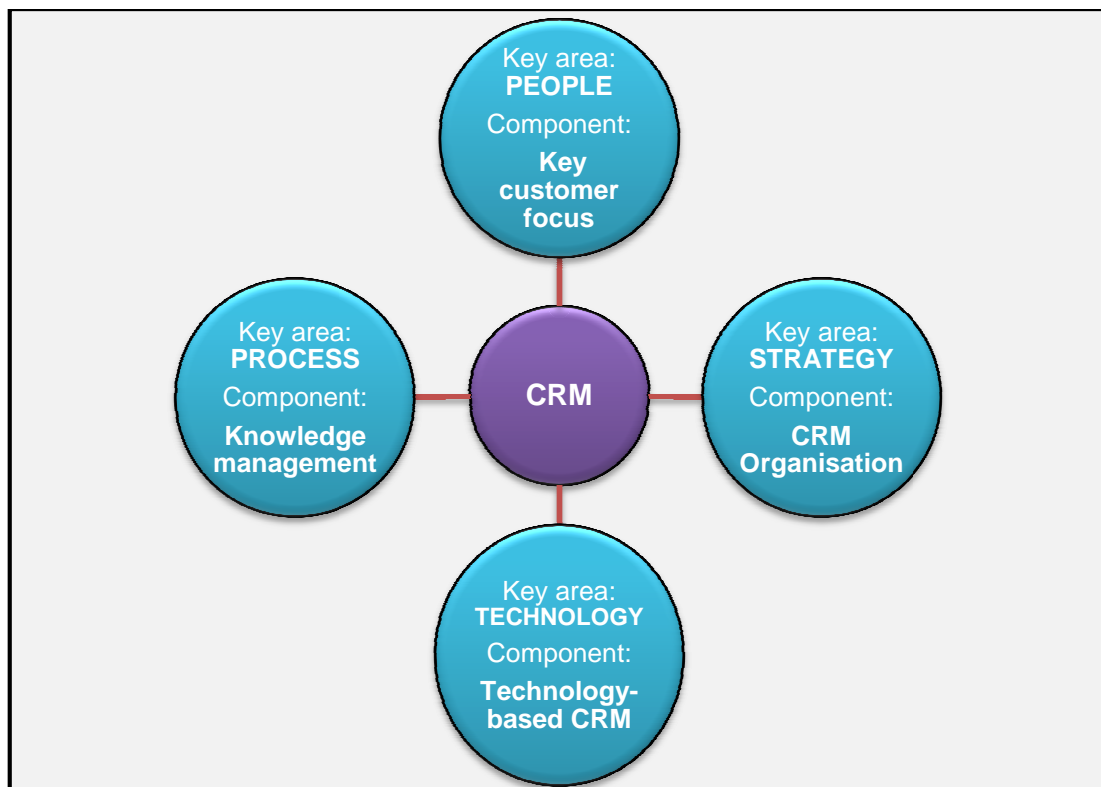 Key area:
PEOPLE
Component:
Key
customer
focus
Key area:
PROCESS
Component:
Knowledge
management
CRM
Key area:
STRATEGY
Component:
CRM
Organisation
Key area:
TECHNOLOGY
Component:
Technology-
based CRM